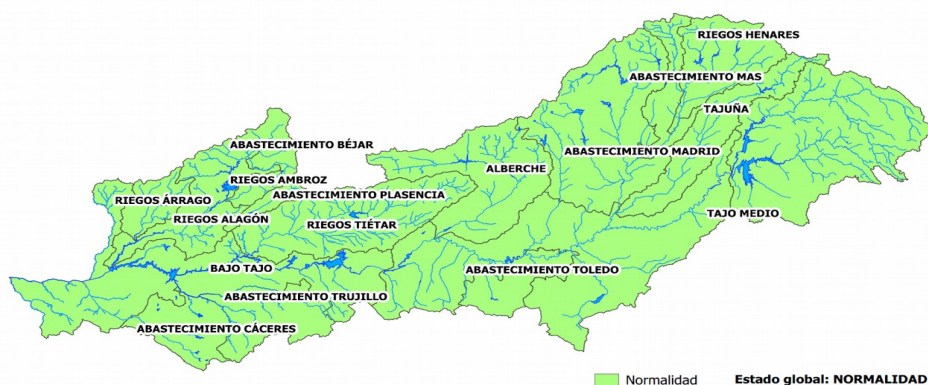 RIEGOS HENARES
ABASTECIMIENTO MAS
TAJUÑA
ABASTECIMIENTO BÉJAR
ABASTECIMIENTO MADRID
ALBERCHE
RIEGOS AMBROZ
ABASTECIMIENTO PLASENCIA
RIEGOS ÁRRAGO
RIEGOS ALAGÓN
RIEGOS TIÉTAR
TAJO MEDIO
BAJO TAJO
ABASTECIMIENTO TOLEDO
ABASTECIMIENTO TRUJILLO
ABASTECIMIENTO CÁCERES
Normalidad
Estado global: NORMALIDAD